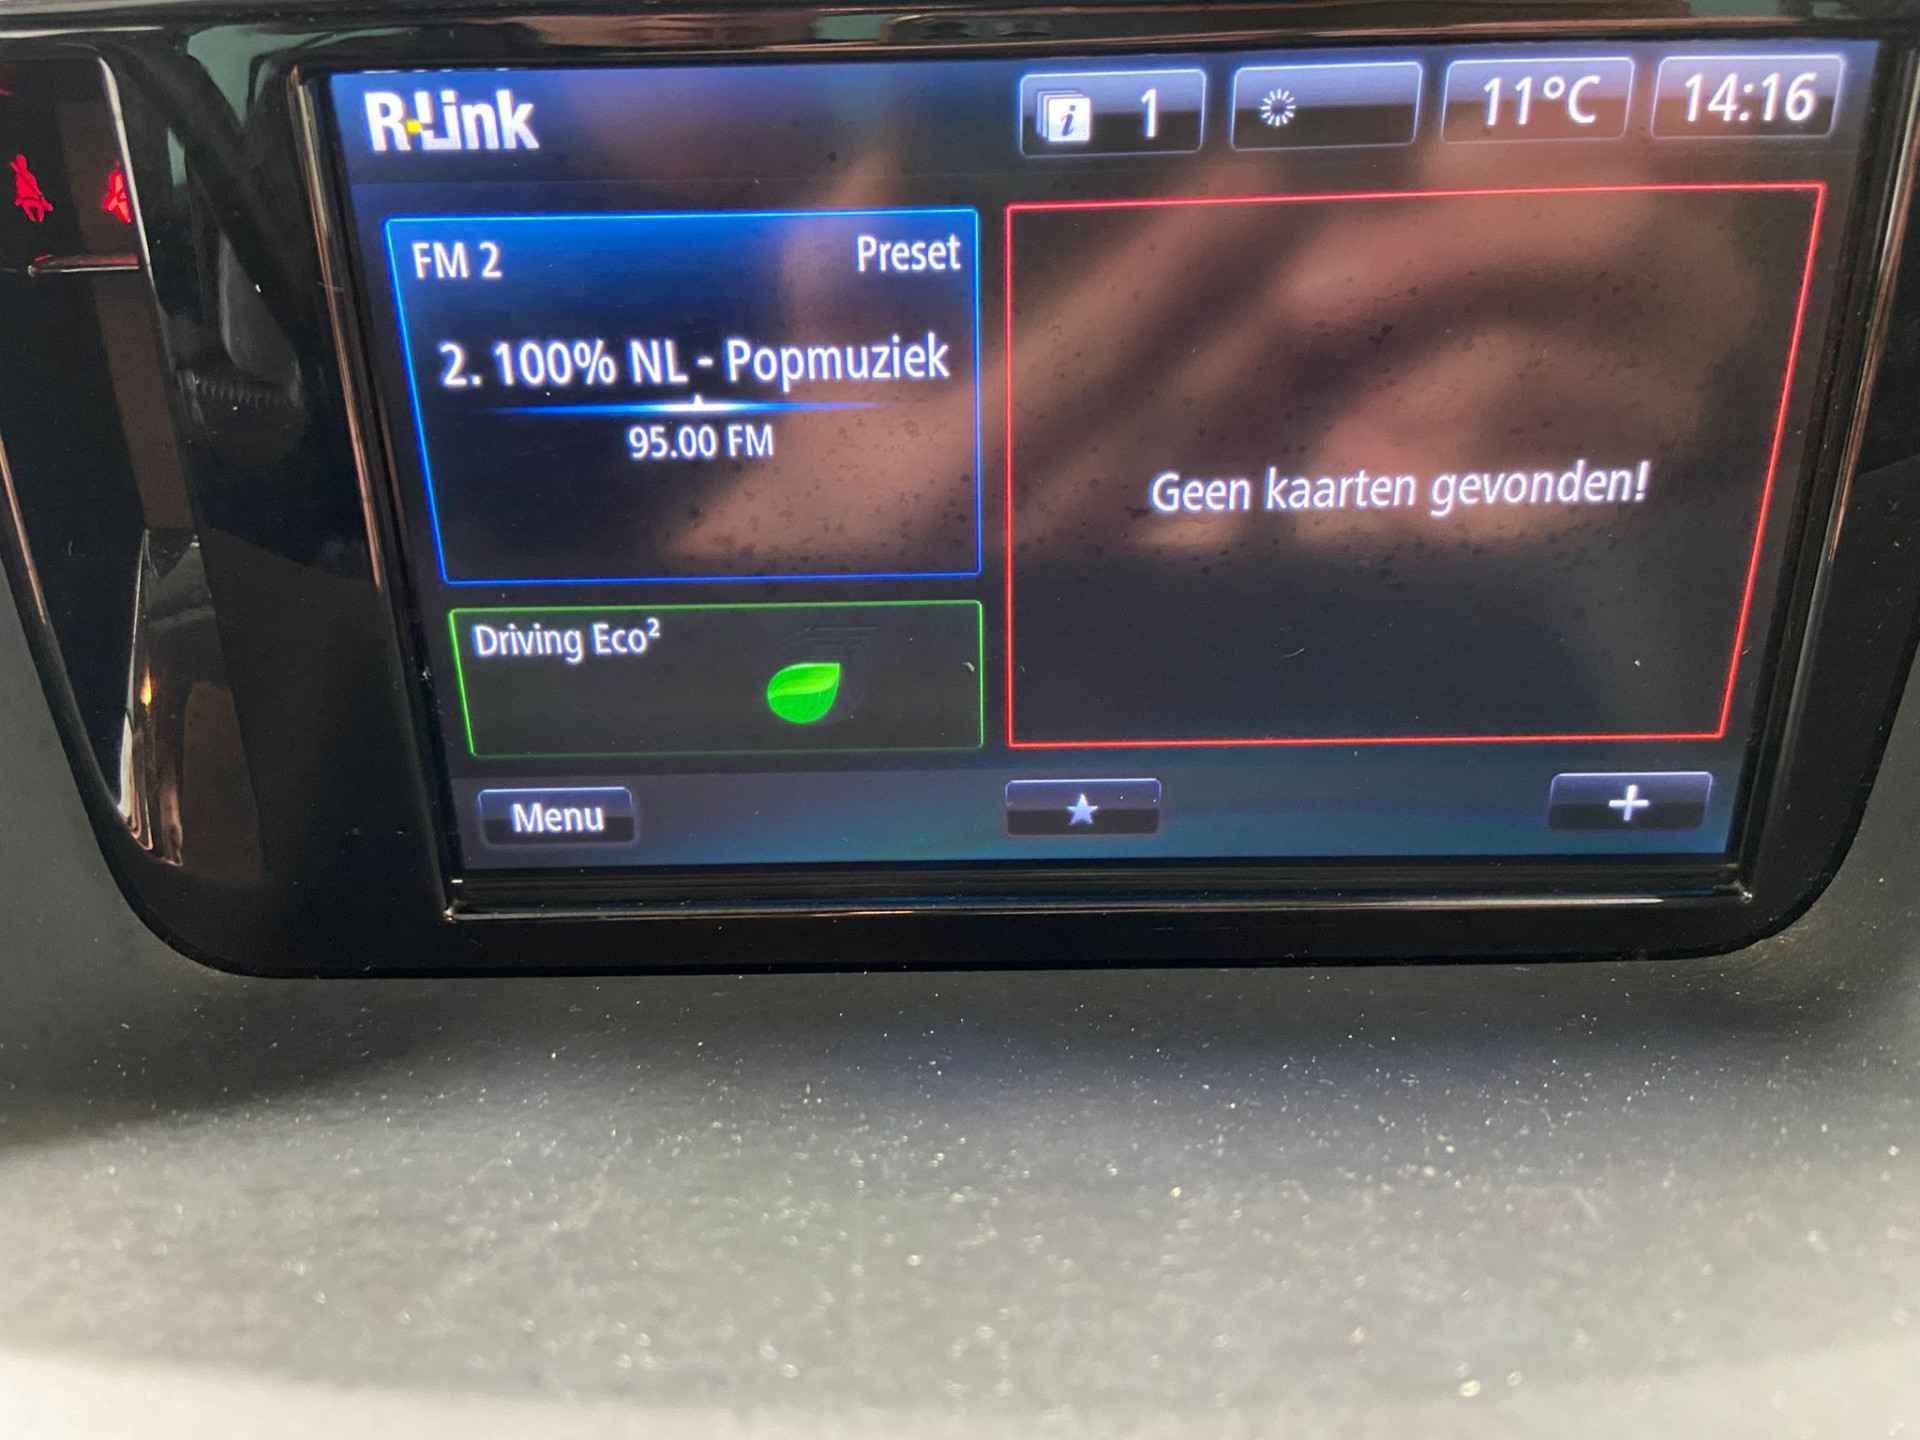 R-Link
1
11°C
14:16
FM 2
Preset
2. 100% NL - Popmuziek
95.00 FM
Geen kaarten gevonden!
Driving Eco²
Menu